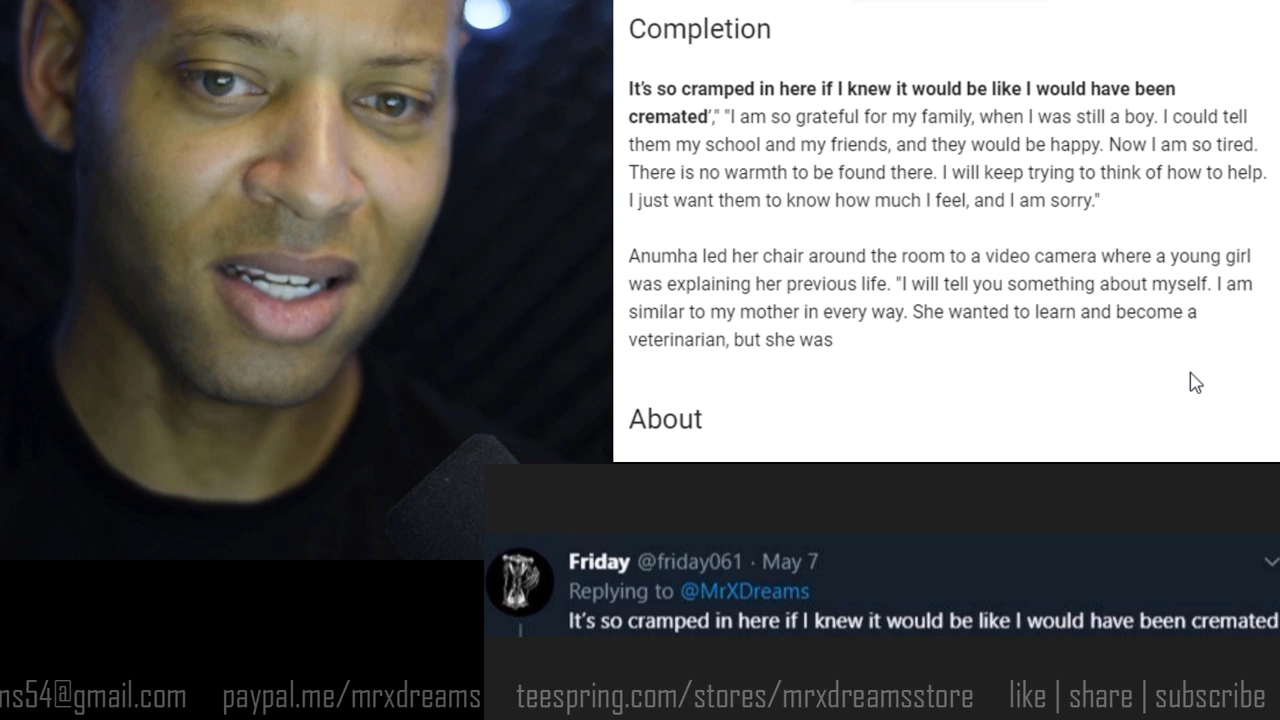 Completion
It's so cramped in here if I knew it would be like I would have been
cremated'," "I am so grateful for my family, when I was still a boy. I could tell
them my school and my friends, and they would be happy. Now I am so tired.
There is no warmth to be found there. I will keep trying to think of how to help.
I just want them to know how much I feel, and I am sorry."
Anumha led her chair around the room to a video camera where a young girl
was explaining her previous life. "I will tell you something about myself. I am
similar to my mother in every way. She wanted to learn and become a
veterinarian, but she was
About
Friday @friday061 · May 7
Replying to @MrXDreams
It's so cramped in here if I knew it would be like I would have been cremated
ms54@gmail.com paypal.me/mrxdreams teespring.com/stores/mrxdreamsstore like | share | subscribe